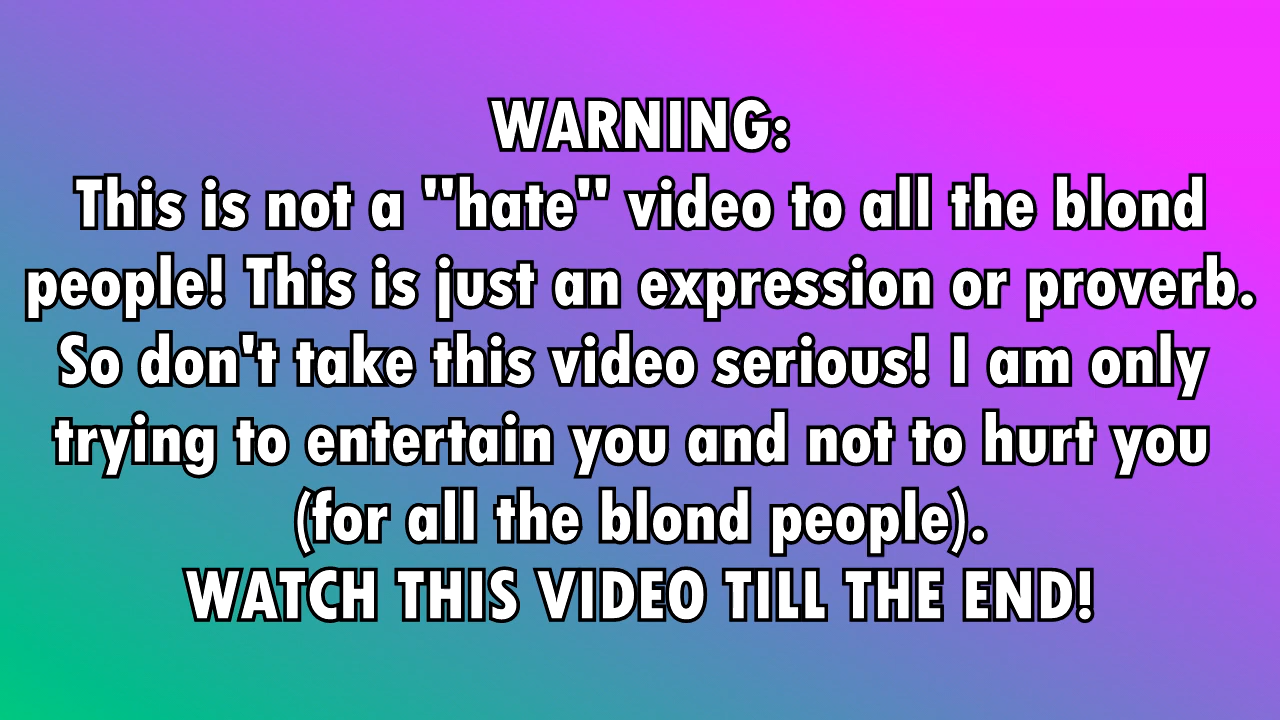 WARNING:
This is not a "hate" video to all the blond
people! This is just an expression or proverb.
So don't take this video serious! I am only
trying to entertain you and not to hurt you
(for all the blond people).
WATCH THIS VIDEO TILL THE END!